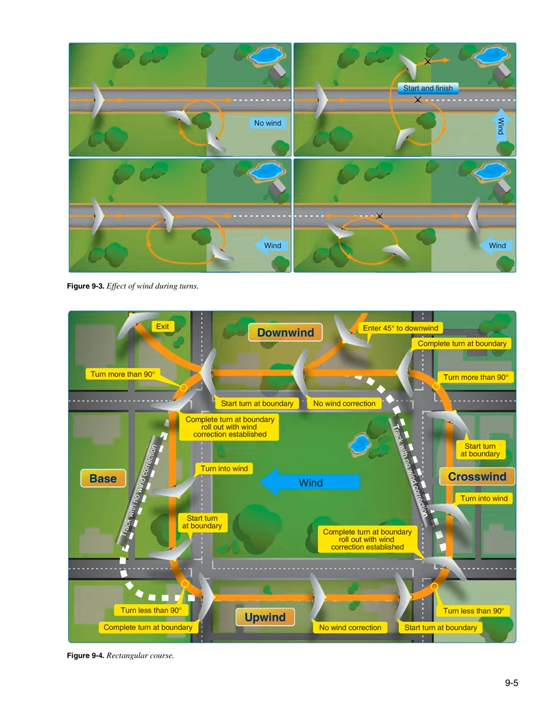 No wind
Start and finish
Wind
Wind
Wind
Figure 9-3. Effect of wind during turns.
Exit
Downwind
Enter 45° to downwind
Complete turn at boundary
Turn more than 90°
Turn more than 90°
Start turn at boundary
No wind correction
Complete turn at boundary
roll out with wind
correction established
Track with no wind correction
Track with no wind correction
Start turn
at boundary
Turn into wind
Base
Wind
Crosswind
Turn into wind
Start turn
at boundary
Complete turn at boundary
roll out with wind
correction established
Turn less than 90°
Turn less than 90°
Upwind
Complete turn at boundary
No wind correction
Start turn at boundary
Figure 9-4. Rectangular course.
9-5